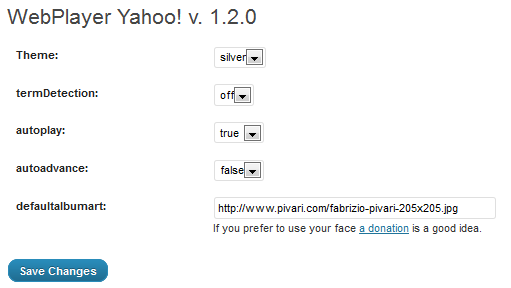 WebPlayer Yahoo! v. 1.2.0
Theme: silver
termDetection: off
autoplay: true
autoadvance: false
defaultalbumart: http://www.pivari.com/fabrizio-pivari-205x205.jpg
If you prefer to use your face a donation is a good idea.
Save Changes